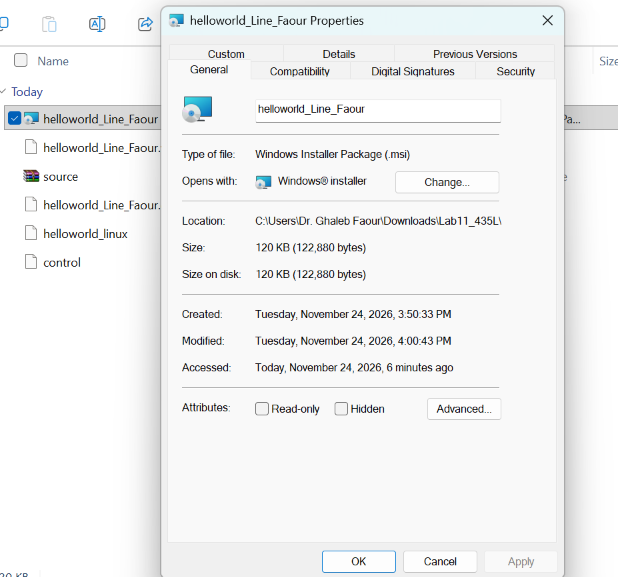 helloworld_Line_Faour Properties
Name
Size
Today
helloworld_Line_Faour
Pa...
helloworld_Line_Faour.
source
e
helloworld_Line_Faour.
helloworld_linux
control
Custom Details Previous Versions
General Compatibility Digital Signatures Security
helloworld_Line_Faour
Type of file: Windows Installer Package (.msi)
Opens with: Windows® installer Change...
Location: C:\Users\Dr. Ghaleb Faour\Downloads\Lab11_435L\
Size: 120 KB (122,880 bytes)
Size on disk: 120 KB (122,880 bytes)
Created: Tuesday, November 24, 2026, 3:50:33 PM
Modified: Tuesday, November 24, 2026, 4:00:43 PM
Accessed: Today, November 24, 2026, 6 minutes ago
Attributes: Read-only Hidden Advanced...
OK Cancel Apply